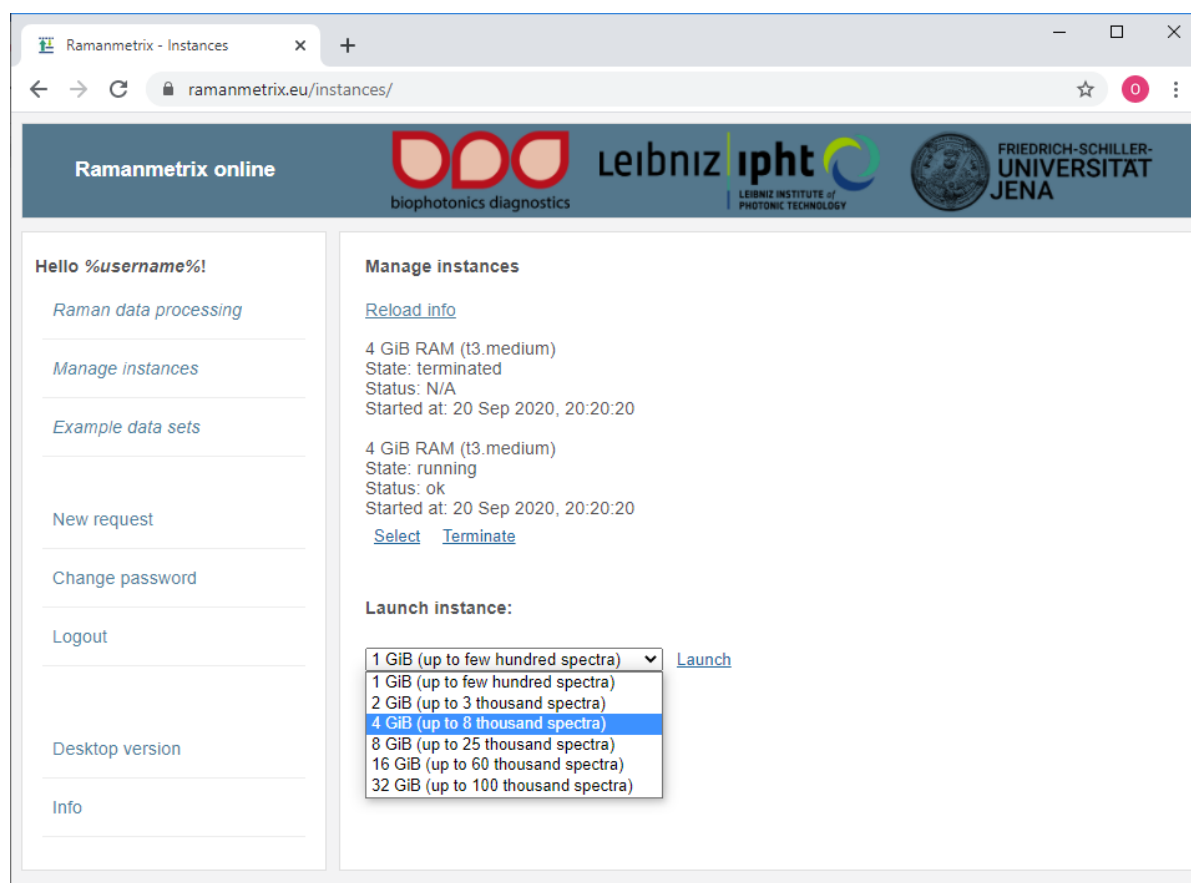 Ramanmetrix - Instances
ramanmetrix.eu/instances/
O
Ramanmetrix online
biophotonics diagnostics
Leibniz ipht
LEIBNIZ INSTITUTE of
PHOTONIC TECHNOLOGY
FRIEDRICH-SCHILLER-
UNIVERSITÄT
JENA
Hello %username%!
Raman data processing
Manage instances
Example data sets
New request
Change password
Logout
Desktop version
Info
Manage instances
Reload info
4 GiB RAM (t3.medium)
State: terminated
Status: N/A
Started at: 20 Sep 2020, 20:20:20
4 GiB RAM (t3.medium)
State: running
Status: ok
Started at: 20 Sep 2020, 20:20:20
Select Terminate
Launch instance:
1 GiB (up to few hundred spectra) Launch
1 GiB (up to few hundred spectra)
2 GiB (up to 3 thousand spectra)
4 GiB (up to 8 thousand spectra)
8 GiB (up to 25 thousand spectra)
16 GiB (up to 60 thousand spectra)
32 GiB (up to 100 thousand spectra)